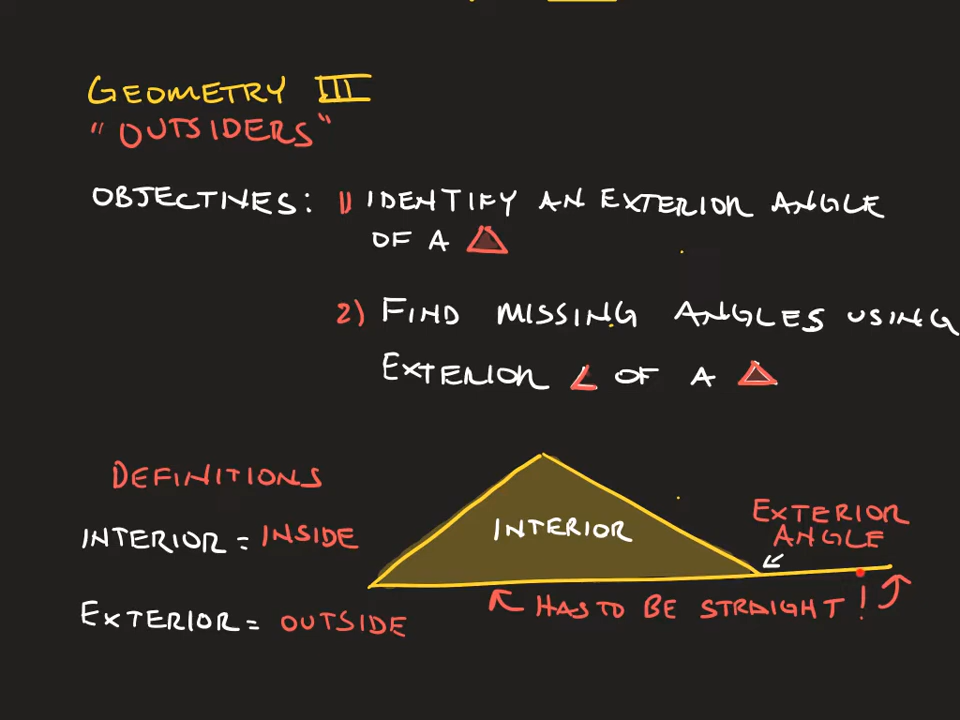 GEOMETRY III
"OUTSIDERS"
OBJECTIVES: 1) IDENTIFY AN EXTERIOR ANGLE
OF A △
2) FIND MISSING ANGLES USING
EXTERIOR ∠ OF A △
DEFINITIONS
INTERIOR = INSIDE
EXTERIOR = OUTSIDE
INTERIOR
EXTERIOR
ANGLE
HAS TO BE STRAIGHT!